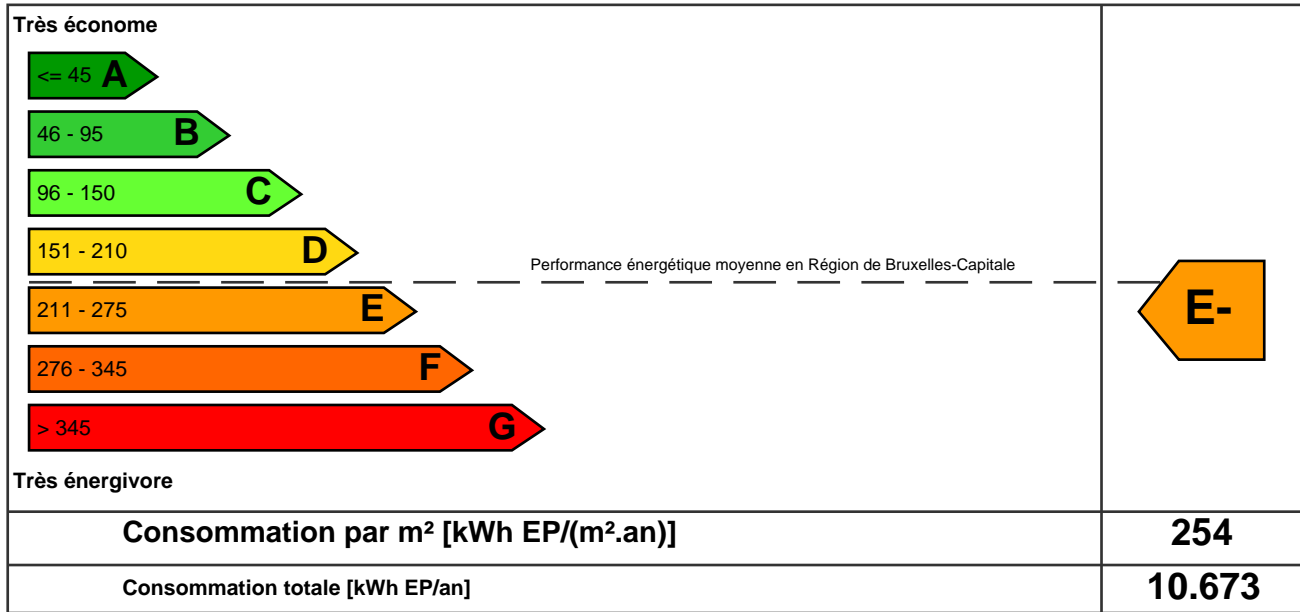 Très économe
<= 45 A
46 - 95 B
96 - 150 C
151 - 210 D
Performance énergétique moyenne en Région de Bruxelles-Capitale
211 - 275 E
E-
276 - 345 F
> 345 G
Très énergivore
Consommation par m² [kWh EP/(m².an)] 254
Consommation totale [kWh EP/an] 10.673